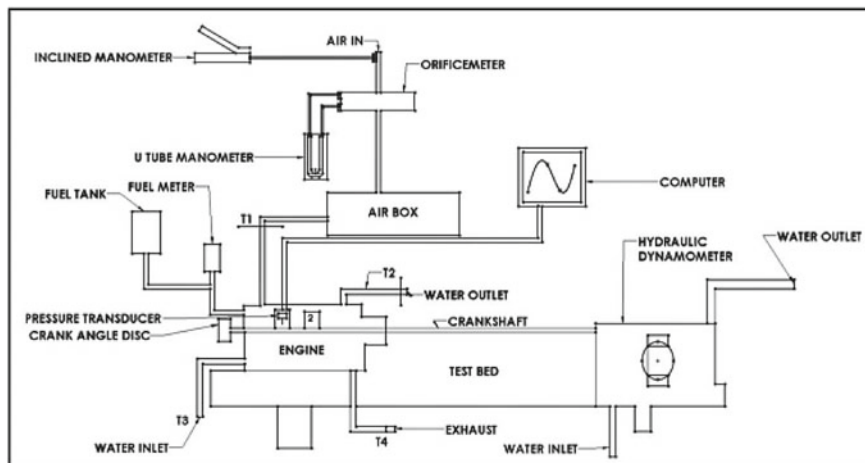 AIR IN
INCLINED MANOMETER
ORIFICEMETER
U TUBE MANOMETER
FUEL METER
FUEL TANK
COMPUTER
T1
AIR BOX
HYDRAULIC
DYNAMOMETER
WATER OUTLET
T2
WATER OUTLET
PRESSURE TRANSDUCER
2
CRANKSHAFT
CRANK ANGLE DISC
ENGINE
TEST BED
T3
WATER INLET
T4
EXHAUST
WATER INLET